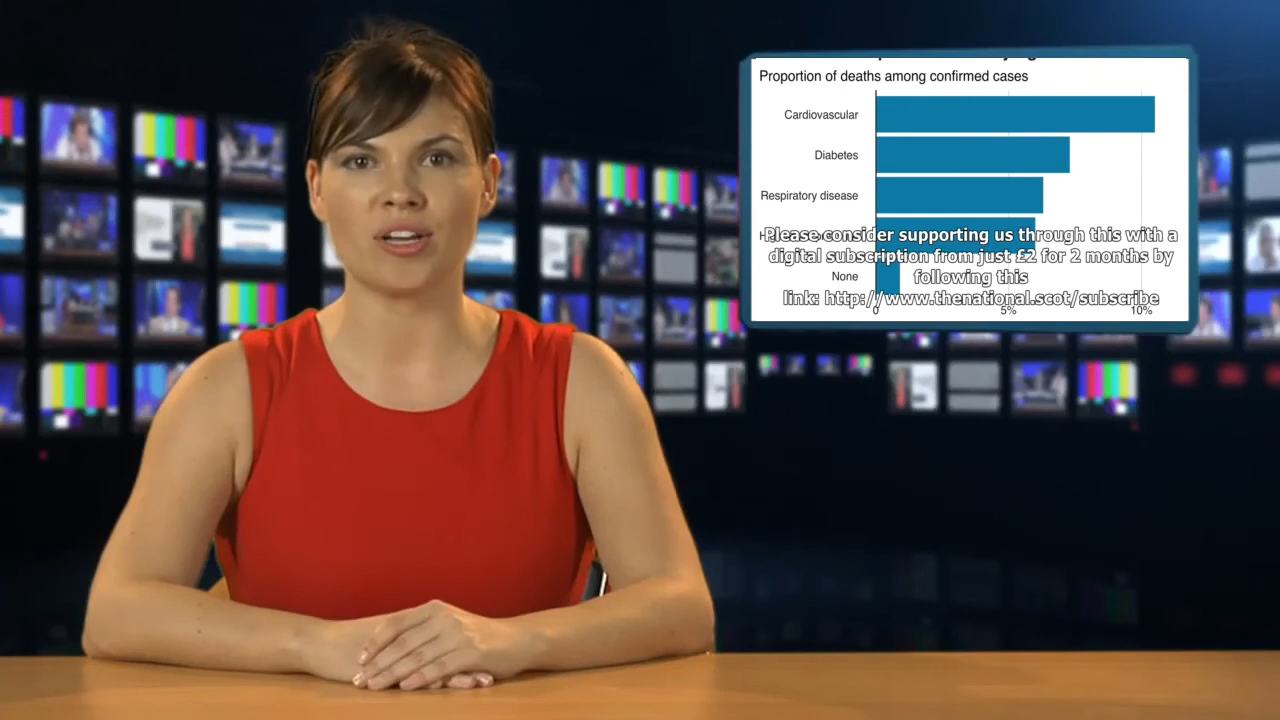 Proportion of deaths among confirmed cases
Cardiovascular
Diabetes
Respiratory disease
Please consider supporting us through this with a
digital subscription from just £2 for 2 months by
None
following this
link: http://www.thenational.scot/subscribe
0 5% 10%